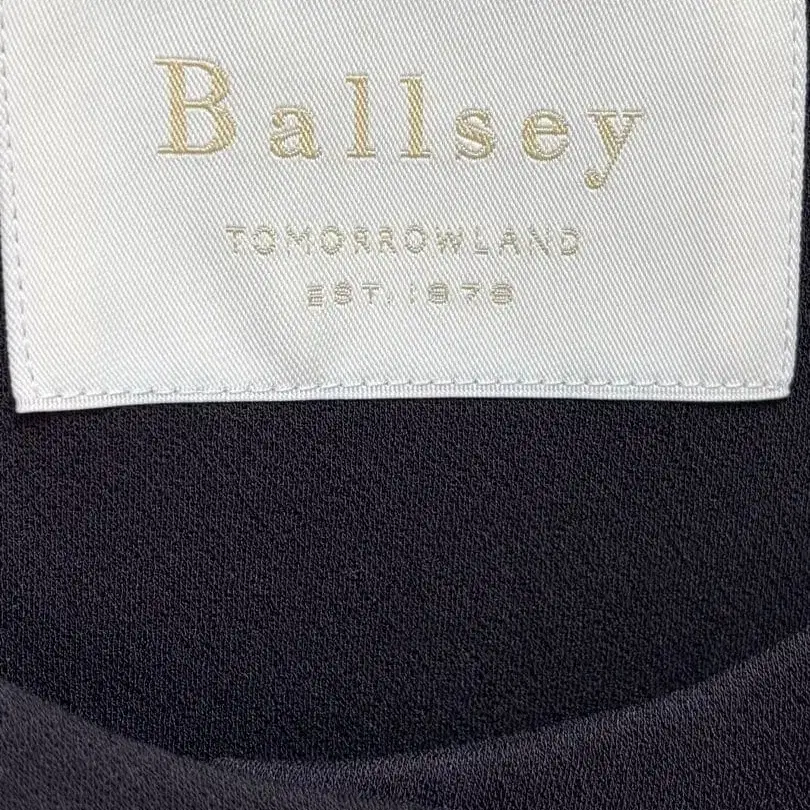 Ballsey
TOMORROWLAND
EST. 1978